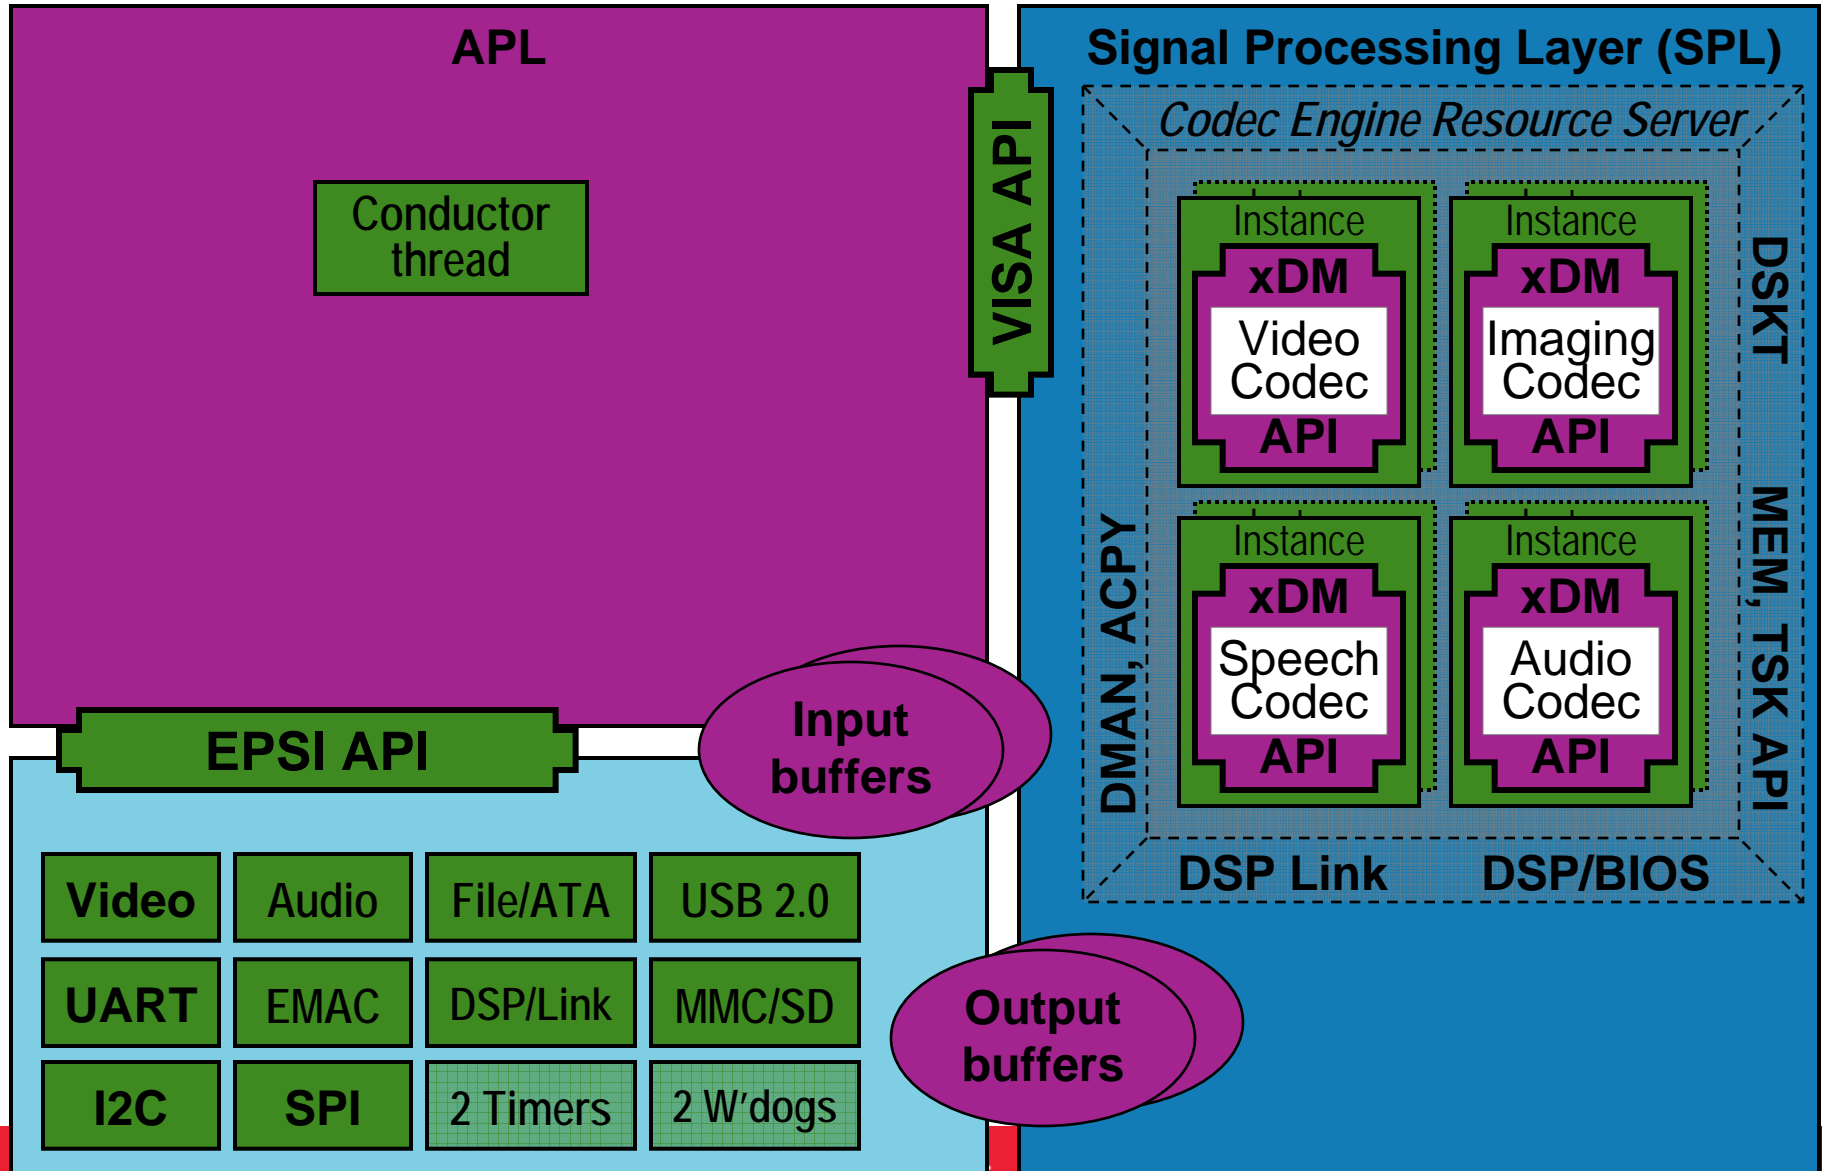 APL
Conductor
thread
VISA API
EPSI API
Input
buffers
Video
Audio
File/ATA
USB 2.0
UART
EMAC
DSP/Link
MMC/SD
I2C
SPI
2 Timers
2 W'dogs
Output
buffers
Signal Processing Layer (SPL)
Codec Engine Resource Server
Instance
xDM
Video
Codec
API
Instance
xDM
Imaging
Codec
API
Instance
xDM
Speech
Codec
API
Instance
xDM
Audio
Codec
API
DSKT
MEM, TSK API
DMAN, ACPY
DSP Link
DSP/BIOS